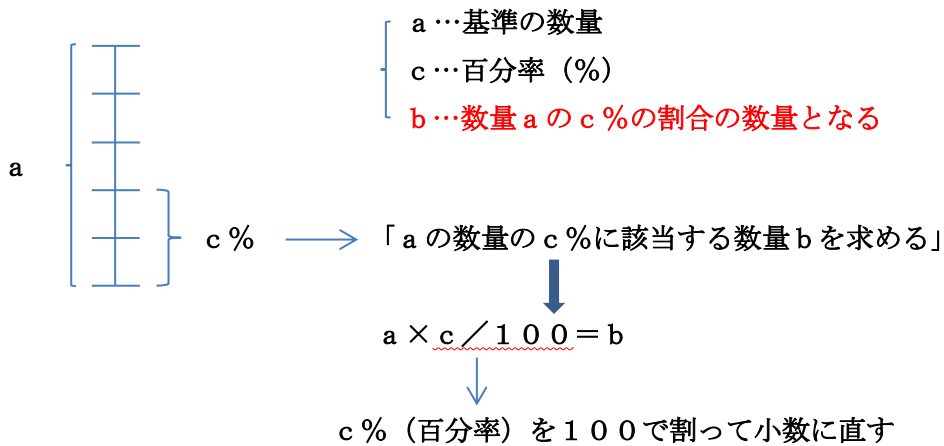 a…基準の数量
c…百分率（%）
b…数量aのc%の割合の数量となる
a
c%
「aの数量のc%に該当する数量bを求める」
a×c／１００＝b
c%（百分率）を１００で割って小数に直す